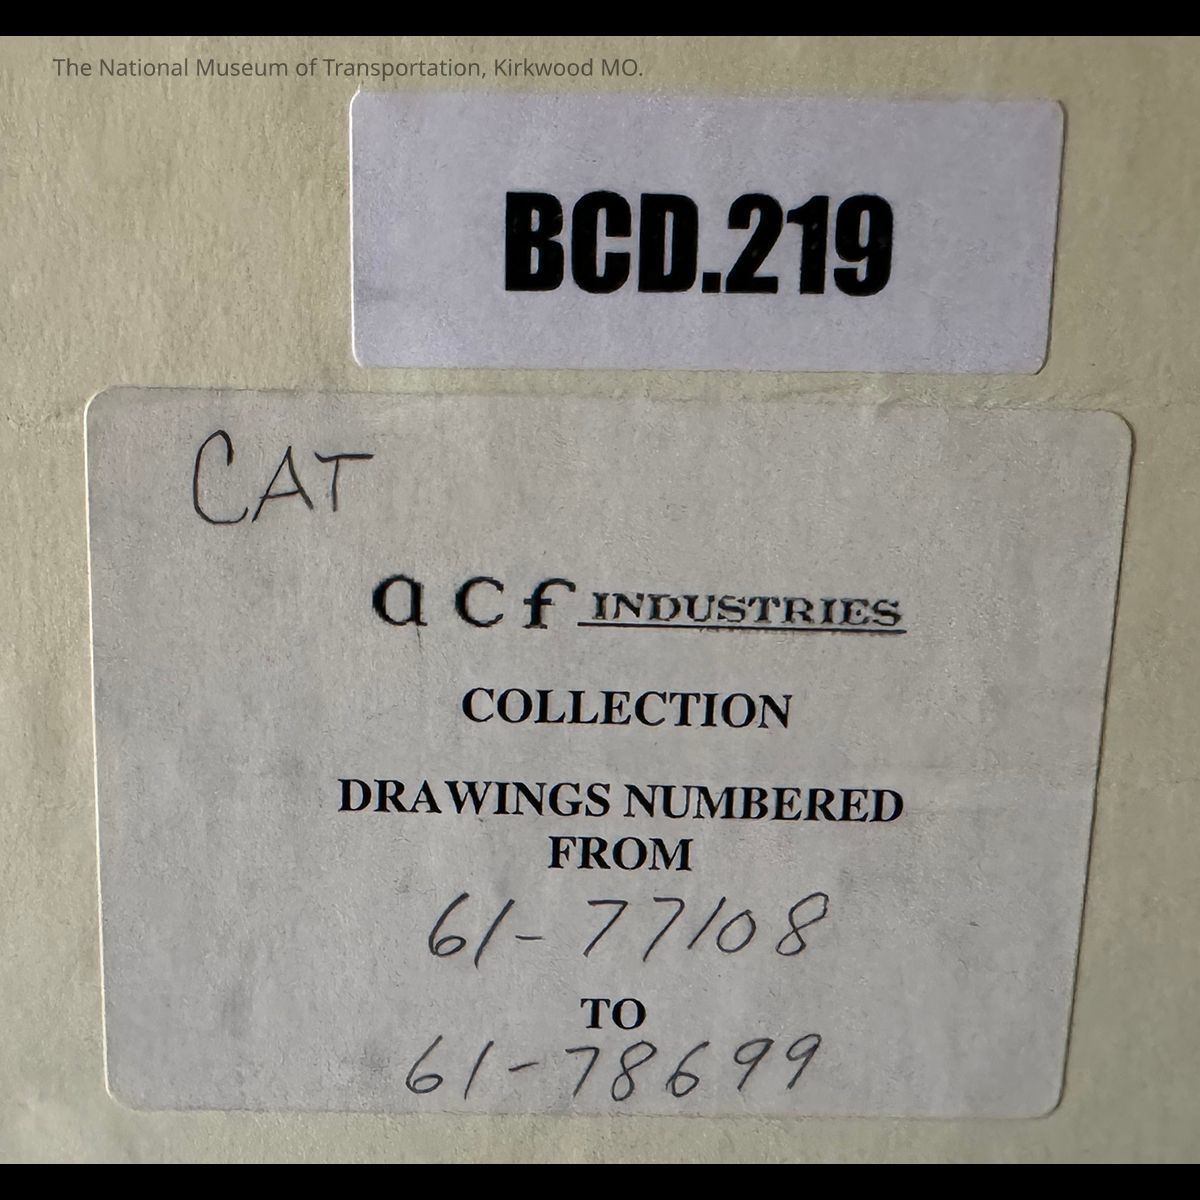 The National Museum of Transportation, Kirkwood MO.
BCD.219
CAT
acf INDUSTRIES
COLLECTION
DRAWINGS NUMBERED
FROM
61-77108
TO
61-78699